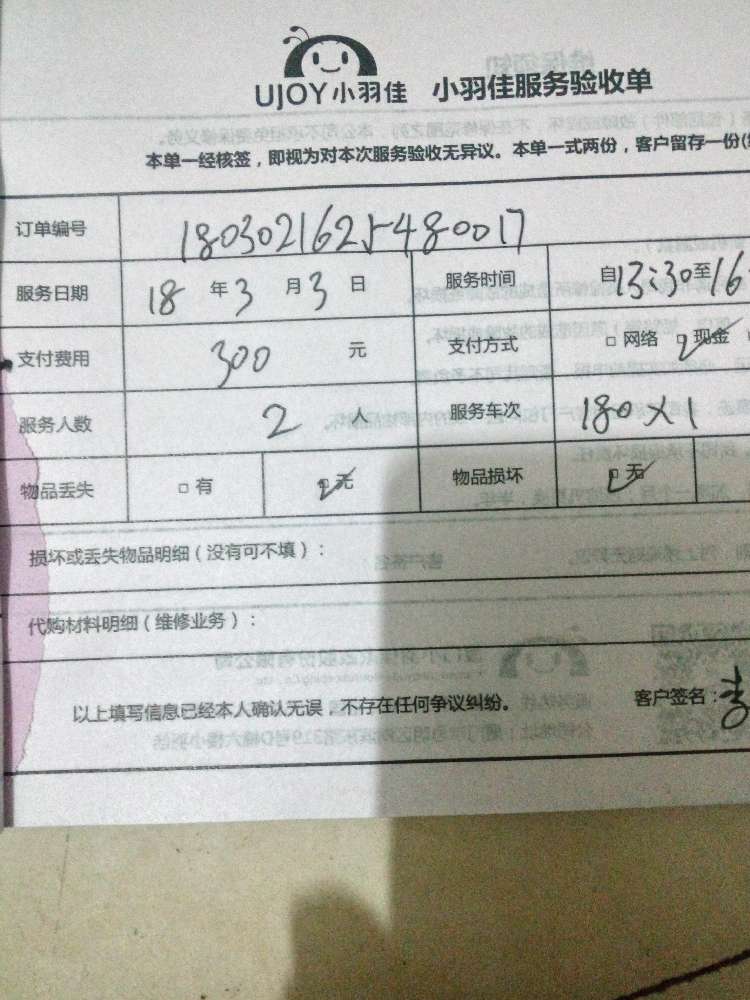 UJOY小羽佳 小羽佳服务验收单
本单一经核签，即视为对本次服务验收无异议。本单一式两份，客户留存一份
订单编号 1803021625480017
服务日期 18 年 3 月 3 日 服务时间 自13:30至16
支付费用 300 元 支付方式 □ 网络 □ 现金
服务人数 2 人 服务车次 180×1
物品丢失 □ 有 □ 无 物品损坏 □ 无
损坏或丢失物品明细（没有可不填）：
代购材料明细（维修业务）：
以上填写信息已经本人确认无误，不存在任何争议纠纷。 客户签名：李